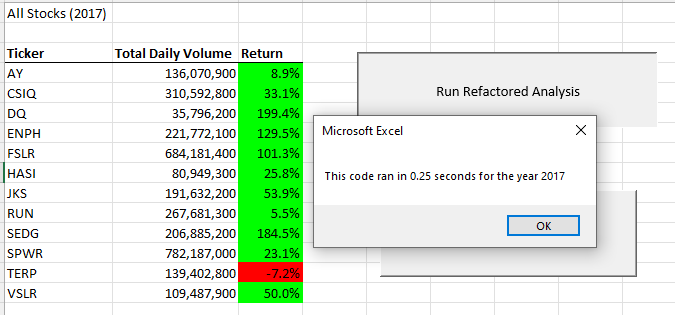 All Stocks (2017)
Ticker Total Daily Volume Return
AY 136,070,900 8.9%
CSIQ 310,592,800 33.1%
DQ 35,796,200 199.4%
ENPH 221,772,100 129.5%
FSLR 684,181,400 101.3%
HASI 80,949,300 25.8%
JKS 191,632,200 53.9%
RUN 267,681,300 5.5%
SEDG 206,885,200 184.5%
SPWR 782,187,000 23.1%
TERP 139,402,800 -7.2%
VSLR 109,487,900 50.0%
Run Refactored Analysis
Microsoft Excel
This code ran in 0.25 seconds for the year 2017
OK